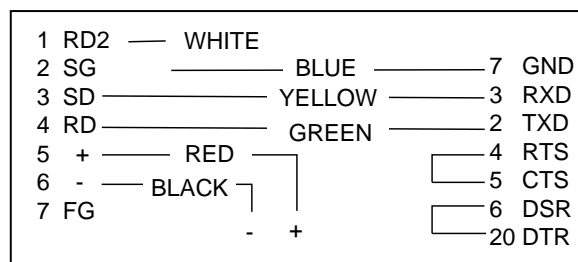 1 RD2 WHITE
2 SG BLUE 7 GND
3 SD YELLOW 3 RXD
4 RD GREEN 2 TXD
5 + RED 4 RTS
6 - BLACK 5 CTS
7 FG 6 DSR
- + 20 DTR